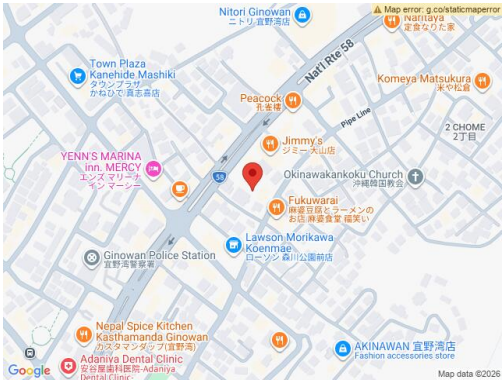 Map error: g.co/staticmaperror
Nitori Ginowan
ニトリ 宜野湾店
Naritaya
定食なりた家
Nat'l Rte 58
Town Plaza
Kanehide Mashiki
タウンプラザ
かねひで 真志喜店
Komeya Matsukura
米や松倉
Peacock
孔雀樓
Pipe Line
2 CHOME
2丁目
Jimmy's
ジミー 大山店
YENN'S MARINA
inn. MERCY
エンズ マリーナ
イン マーシー
58
Okinawakankoku Church
沖縄韓国教会
Fukuwarai
麻婆豆腐とラーメンの
お店 麻婆食堂 福笑い
Lawson Morikawa
Koenmae
ローソン 森川公園前店
Ginowan Police Station
宜野湾警察署
Nepal Spice Kitchen
Kasthamanda Ginowan
カスタマンダップ(宜野湾)
AKINAWAN 宜野湾店
Fashion accessories store
Adaniya Dental Clinic
安谷屋歯科医院-Adaniya
Dental Clinic
Google
Map data ©2026